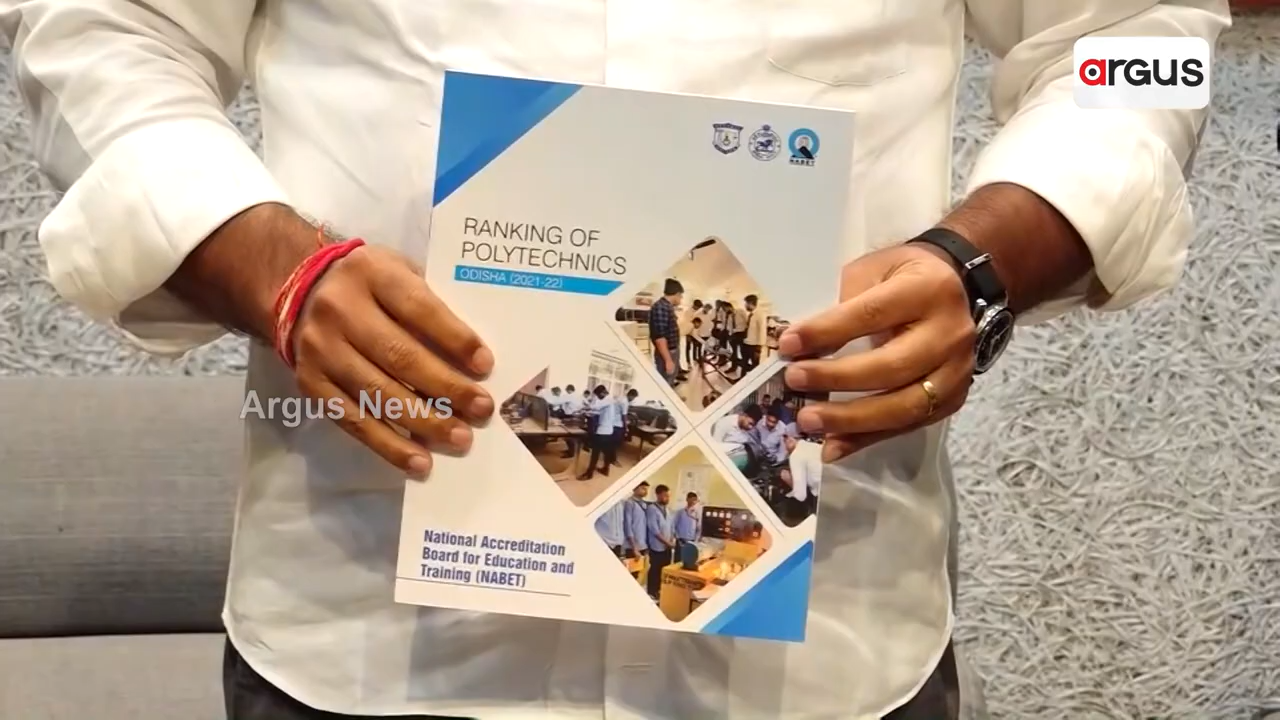 argus
NABET
RANKING OF
POLYTECHNICS
ODISHA (2021-22)
Argus News
National Accreditation
Board for Education and
Training (NABET)